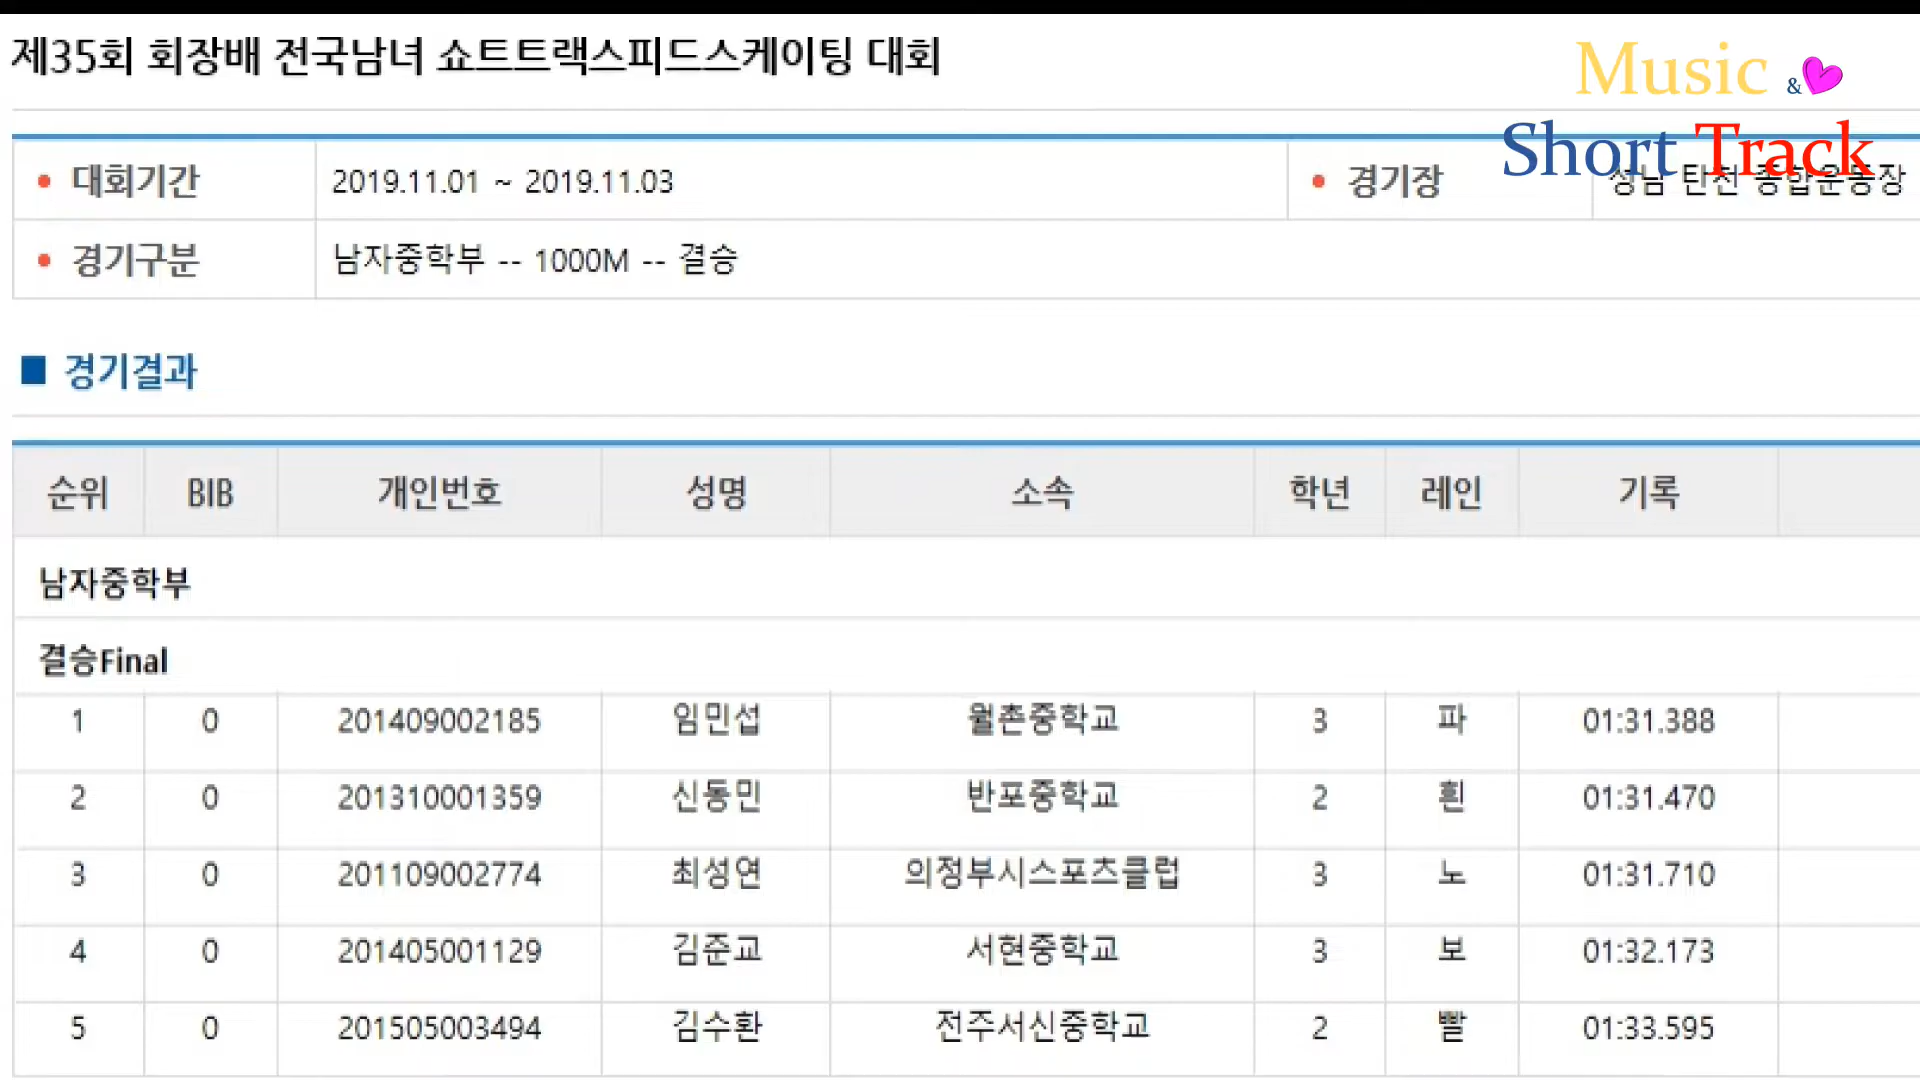 제35회 회장배 전국남녀 쇼트트랙스피드스케이팅 대회
Music &
Short Track
대회기간 2019.11.01 ~ 2019.11.03 경기장 성남 탄천 종합운동장
경기구분 남자중학부 -- 1000M -- 결승
경기결과
순위 BIB 개인번호 성명 소속 학년 레인 기록
남자중학부
결승Final
1 0 201409002185 임민섭 월촌중학교 3 파 01:31.388
2 0 201310001359 신동민 반포중학교 2 흰 01:31.470
3 0 201109002774 최성연 의정부시스포츠클럽 3 노 01:31.710
4 0 201405001129 김준교 서현중학교 3 보 01:32.173
5 0 201505003494 김수환 전주서신중학교 2 빨 01:33.595